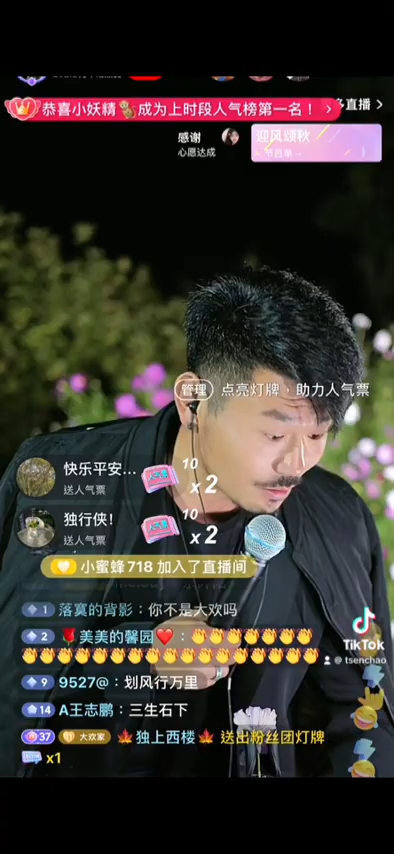 恭喜小妖精成为上时段人气榜第一名！
多直播
感谢
心愿达成
迎风颂秋
管理 点亮灯牌，助力人气票
快乐平安...
送人气票
10
x2
独行侠！
送人气票
10
x2
小蜜蜂718 加入了直播间
1 落寞的背影：你不是大欢吗
2 美美的馨园：
TikTok
@tsenchao
9 9527@：划风行万里
14 A王志鹏：三生石下
37 大欢家 独上西楼 送出粉丝团灯牌
x1